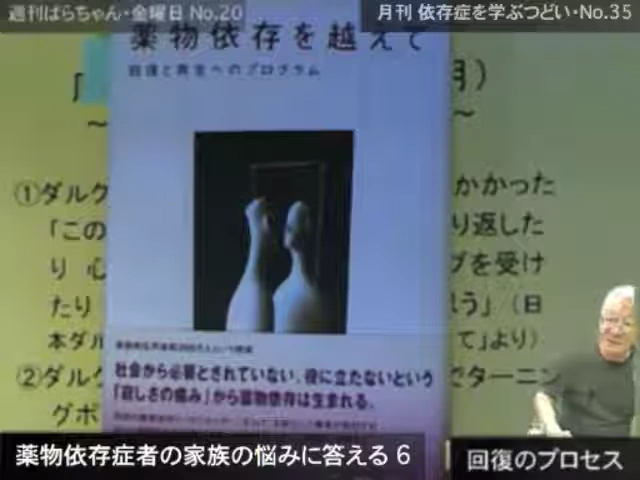 週刊ばらちゃん・金曜日 No.20
月刊 依存症を学ぶつどい・No.35
薬物依存を越えて
回復と再生へのプログラム
月）
「
～
～
①ダルク
かかった
「この
り返した
り 心
プを受け
たり
（日
本ダル
て」より）
②ダルク
でターニン
グポ
社会から必要とされていない、役に立たないという
「寂しさの痛み」から薬物依存は生まれる。
薬物依存症者の家族の悩みに答える 6
回復のプロセス